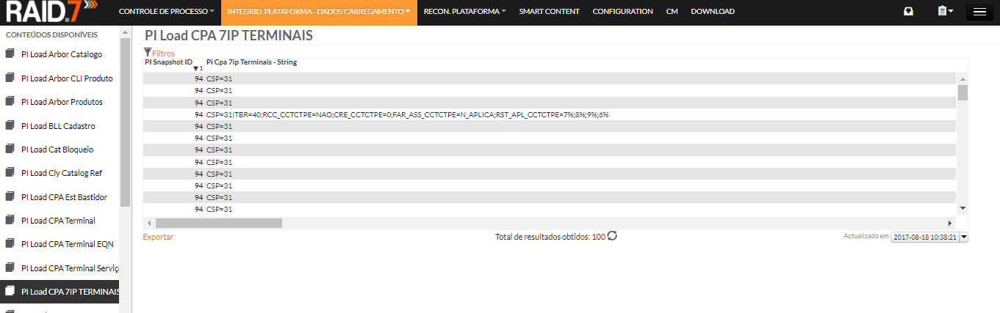 RAID.7
CONTROLE DE PROCESSO
INTEGRID. PLATAFORMA - DADOS CARREGAMENTO
RECON. PLATAFORMA
SMART CONTENT
CONFIGURATION
CM
DOWNLOAD
CONTEÚDOS DISPONÍVEIS
PI Load Arbor Catalogo
PI Load Arbor CLI Produto
PI Load Arbor Produtos
PI Load BLL Cadastro
PI Load Cat Bloqueio
PI Load Cly Catalog Ref
PI Load CPA Est Bastidor
PI Load CPA Terminal
PI Load CPA Terminal EQN
PI Load CPA Terminal Serviç
PI Load CPA 7IP TERMINAIS
PI Load CPA 7IP TERMINAIS
Filtros
PI Snapshot ID 1 Pi Cpa 7ip Terminais - String
94 CSP=31
94 CSP=31
94 CSP=31
94 CSP=31|TBR=40;RCC_CCTCTPE=NAO;CRE_CCTCTPE=0;FAR_ASS_CCTCTPE=N_APLICA;RST_APL_CCTCTPE=7%;8%;9%;6%
94 CSP=31
94 CSP=31
94 CSP=31
94 CSP=31
94 CSP=31
94 CSP=31
94 CSP=31
94 CSP=31
Exportar
Total de resultados obtidos: 100
Actualizado em 2017-08-18 10:38:21